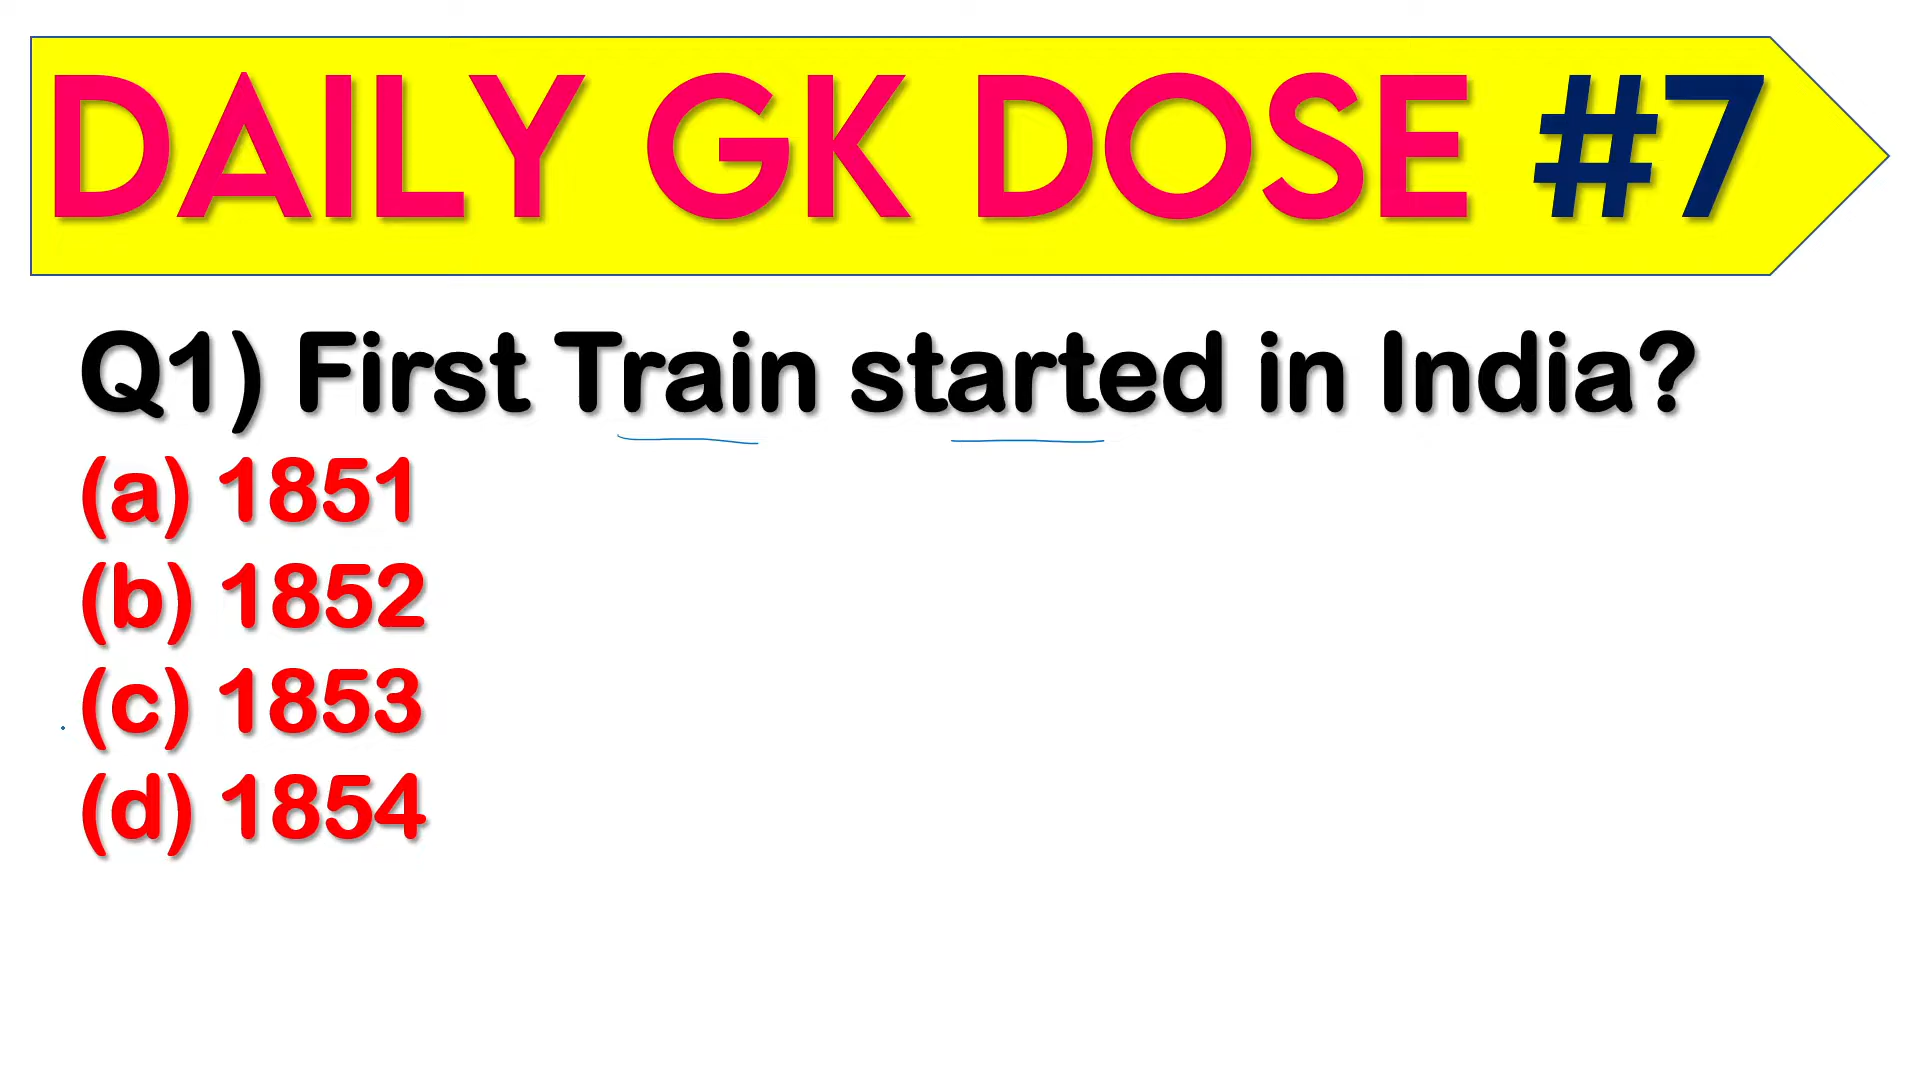 DAILY GK DOSE #7
Q1) First Train started in India?
(a) 1851
(b) 1852
(c) 1853
(d) 1854